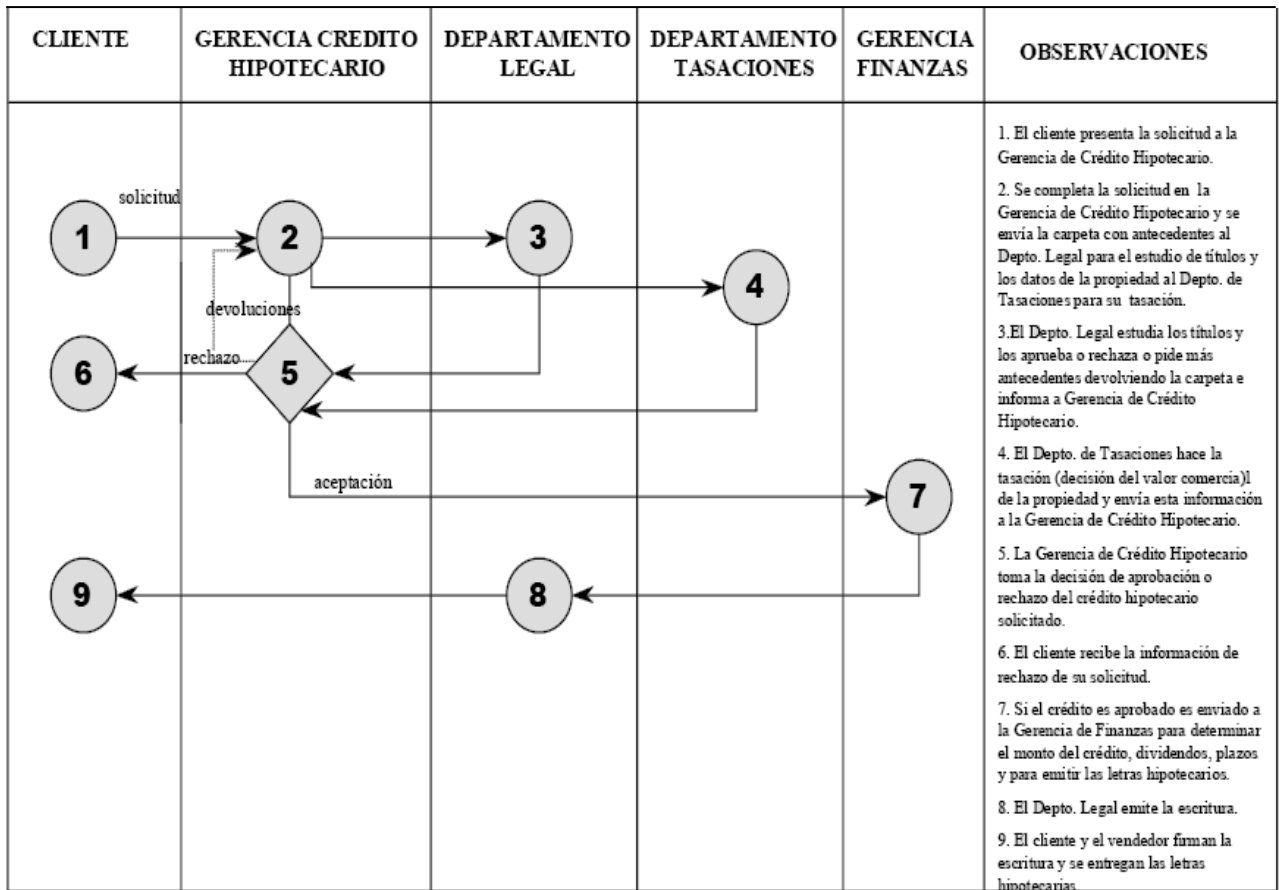 CLIENTE
GERENCIA CREDITO
HIPOTECARIO
DEPARTAMENTO
LEGAL
DEPARTAMENTO
TASACIONES
GERENCIA
FINANZAS
OBSERVACIONES
solicitud
1
2
3
4
devoluciones
rechazo
5
6
aceptación
7
8
9
1. El cliente presenta la solicitud a la
Gerencia de Crédito Hipotecario.
2. Se completa la solicitud en la
Gerencia de Crédito Hipotecario y se
envía la carpeta con antecedentes al
Depto. Legal para el estudio de títulos y
los datos de la propiedad al Depto. de
Tasaciones para su tasación.
3.El Depto. Legal estudia los títulos y
los aprueba o rechaza o pide más
antecedentes devolviendo la carpeta e
informa a Gerencia de Crédito
Hipotecario.
4. El Depto. de Tasaciones hace la
tasación (decisión del valor comercia)l
de la propiedad y envía esta información
a la Gerencia de Crédito Hipotecario.
5. La Gerencia de Crédito Hipotecario
toma la decisión de aprobación o
rechazo del crédito hipotecario
solicitado.
6. El cliente recibe la información de
rechazo de su solicitud.
7. Si el crédito es aprobado es enviado a
la Gerencia de Finanzas para determinar
el monto del crédito, dividendos, plazos
y para emitir las letras hipotecarios.
8. El Depto. Legal emite la escritura.
9. El cliente y el vendedor firman la
escritura y se entregan las letras
hipotecarias.